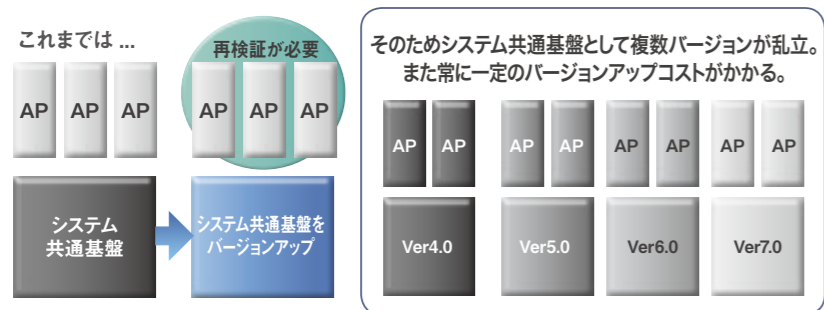 これまでは ...
再検証が必要
AP AP AP
AP AP AP
システム
共通基盤
システム共通基盤を
バージョンアップ
そのためシステム共通基盤として複数バージョンが乱立。
また常に一定のバージョンアップコストがかかる。
AP AP AP AP AP AP AP AP
Ver4.0 Ver5.0 Ver6.0 Ver7.0